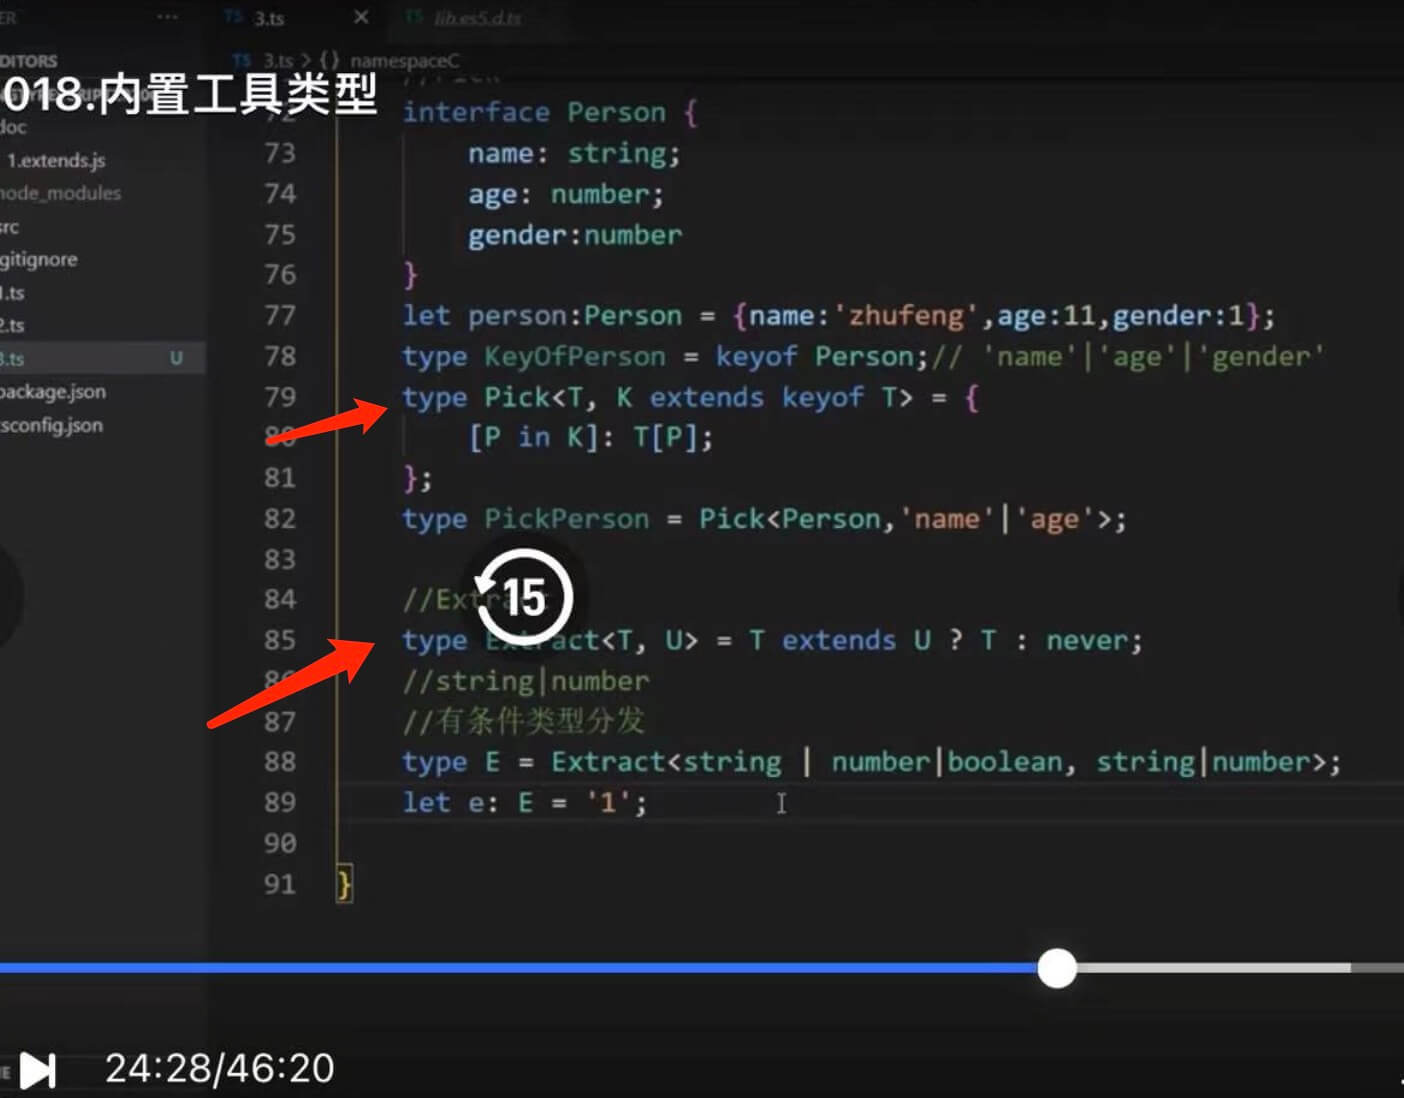 ER ... TS 3.ts × TS lib.es5.d.ts
DITORS TS 3.ts > {} namespaceC
018.内置工具类型
72 interface Person {
doc
73 name: string;
1.extends.js
74 age: number;
node_modules
75 gender:number
src
gitignore
76 }
1.ts
77 let person:Person = {name:'zhufeng',age:11,gender:1};
2.ts
78 type KeyOfPerson = keyof Person;// 'name'|'age'|'gender'
3.ts U
79 type Pick<T, K extends keyof T> = {
package.json
80 [P in K]: T[P];
tsconfig.json
81 };
82 type PickPerson = Pick<Person,'name'|'age'>;
83
84 //Extract
15
85 type Extract<T, U> = T extends U ? T : never;
86 //string|number
87 //有条件类型分发
88 type E = Extract<string | number|boolean, string|number>;
89 let e: E = '1';
90
91 }
24:28/46:20